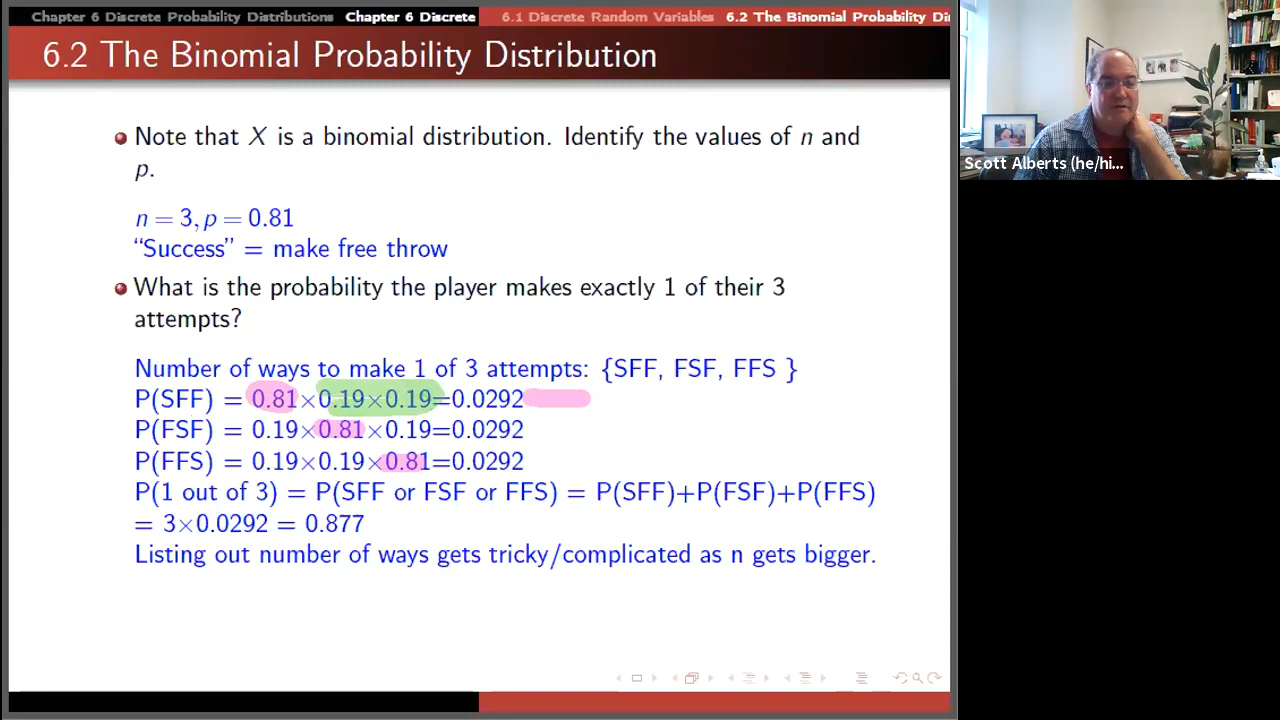 Chapter 6 Discrete Probability Distributions Chapter 6 Discrete 6.1 Discrete Random Variables 6.2 The Binomial Probability Di
6.2 The Binomial Probability Distribution
Note that X is a binomial distribution. Identify the values of n and
p.
n = 3, p = 0.81
“Success” = make free throw
What is the probability the player makes exactly 1 of their 3
attempts?
Number of ways to make 1 of 3 attempts: {SFF, FSF, FFS }
P(SFF) = 0.81×0.19×0.19=0.0292
P(FSF) = 0.19×0.81×0.19=0.0292
P(FFS) = 0.19×0.19×0.81=0.0292
P(1 out of 3) = P(SFF or FSF or FFS) = P(SFF)+P(FSF)+P(FFS)
= 3×0.0292 = 0.877
Listing out number of ways gets tricky/complicated as n gets bigger.
Scott Alberts (he/hi...